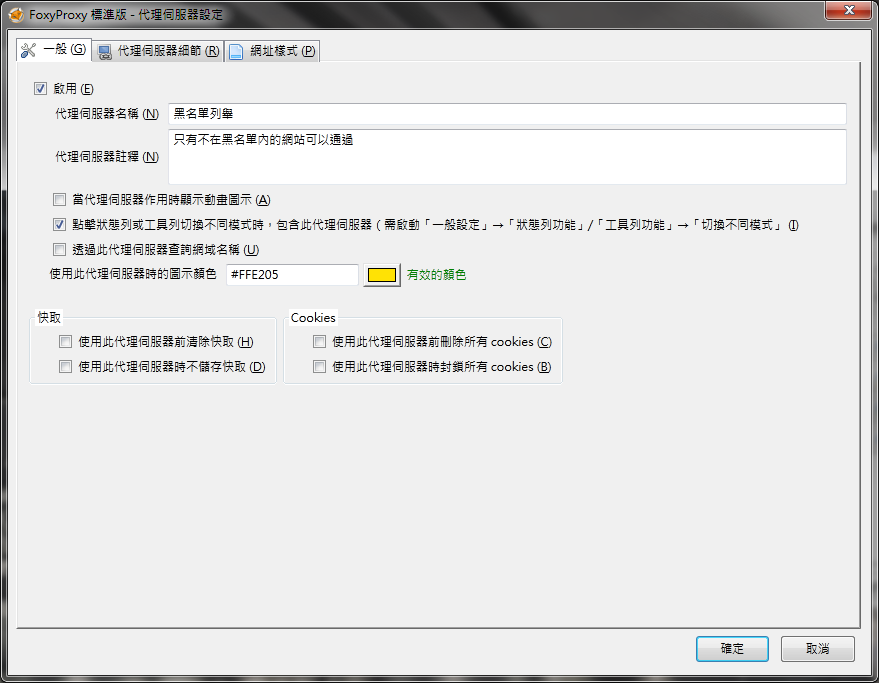 FoxyProxy 標準版 - 代理伺服器設定
一般 (G) 代理伺服器細節 (R) 網址樣式 (P)
啟用 (E)
代理伺服器名稱 (N) 黑名單列舉
代理伺服器註釋 (N) 只有不在黑名單內的網站可以通過
當代理伺服器作用時顯示動畫圖示 (A)
點擊狀態列或工具列切換不同模式時，包含此代理伺服器（需啟動「一般設定」→「狀態列功能」/「工具列功能」→「切換不同模式」 (I)
透過此代理伺服器查詢網域名稱 (U)
使用此代理伺服器時的圖示顏色 #FFE205 有效的顏色
快取 Cookies
使用此代理伺服器前清除快取 (H) 使用此代理伺服器前刪除所有 cookies (C)
使用此代理伺服器時不儲存快取 (D) 使用此代理伺服器時封鎖所有 cookies (B)
確定 取消